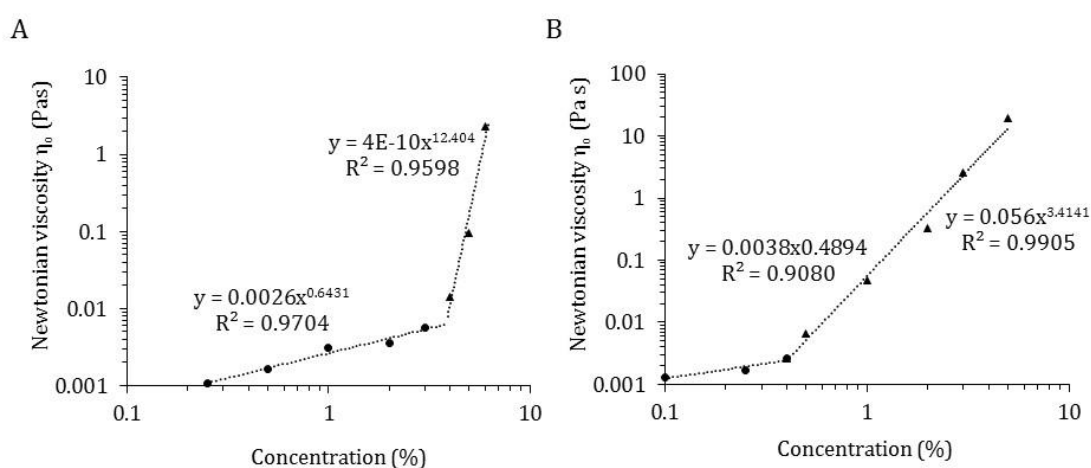 A
Newtonian viscosity η₀ (Pas)
10
1
0.1
0.01
0.001
y = 4E-10x^12.404
R² = 0.9598
y = 0.0026x^0.6431
R² = 0.9704
0.1
1
10
Concentration (%)
B
Newtonian viscosity η₀ (Pa s)
100
10
1
0.1
0.01
0.001
y = 0.056x^3.4141
R² = 0.9905
y = 0.0038x0.4894
R² = 0.9080
0.1
1
10
Concentration (%)